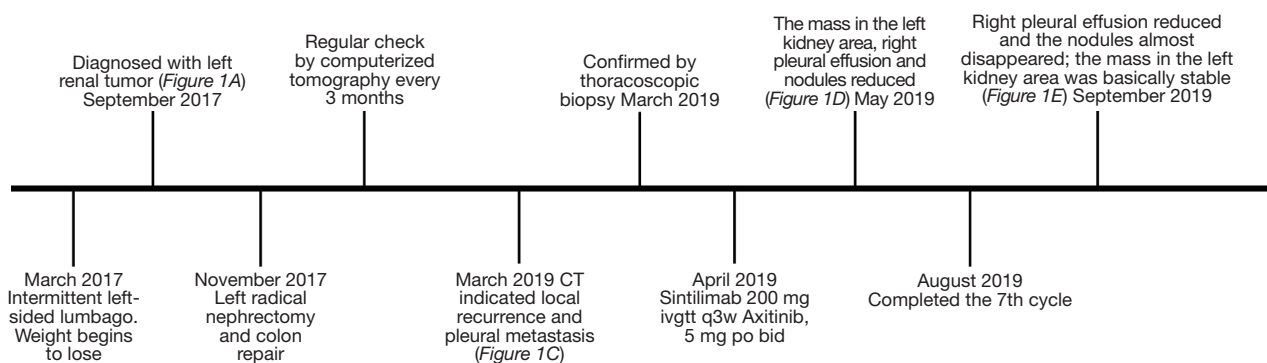 Diagnosed with left
renal tumor (Figure 1A)
September 2017
Regular check
by computerized
tomography every
3 months
Confirmed by
thoracoscopic
biopsy March 2019
The mass in the left
kidney area, right
pleural effusion and
nodules reduced
(Figure 1D) May 2019
Right pleural effusion reduced
and the nodules almost
disappeared; the mass in the left
kidney area was basically stable
(Figure 1E) September 2019
March 2017
Intermittent left-
sided lumbago.
Weight begins
to lose
November 2017
Left radical
nephrectomy
and colon
repair
March 2019 CT
indicated local
recurrence and
pleural metastasis
(Figure 1C)
April 2019
Sintilimab 200 mg
ivgtt q3w Axitinib,
5 mg po bid
August 2019
Completed the 7th cycle